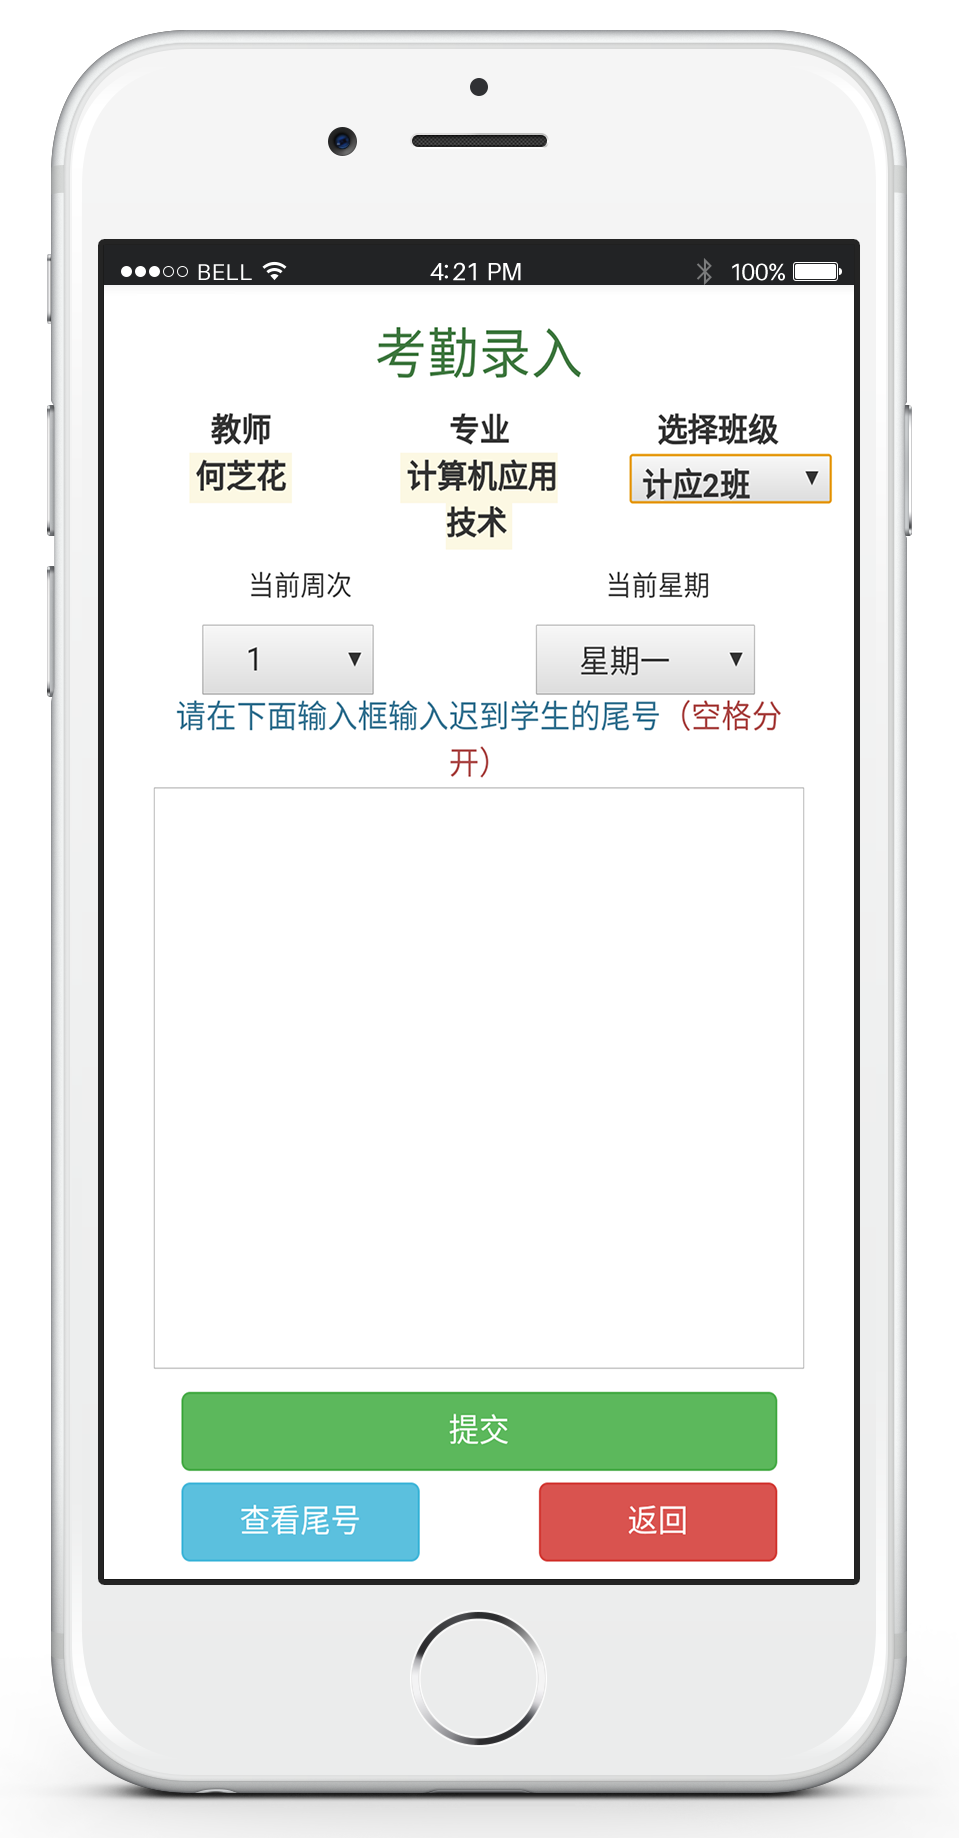 BELL 4:21 PM 100%
考勤录入
教师 专业 选择班级
何芝花 计算机应用 计应2班
技术
当前周次 当前星期
1 星期一
请在下面输入框输入迟到学生的尾号（空格分
开）
提交
查看尾号 返回